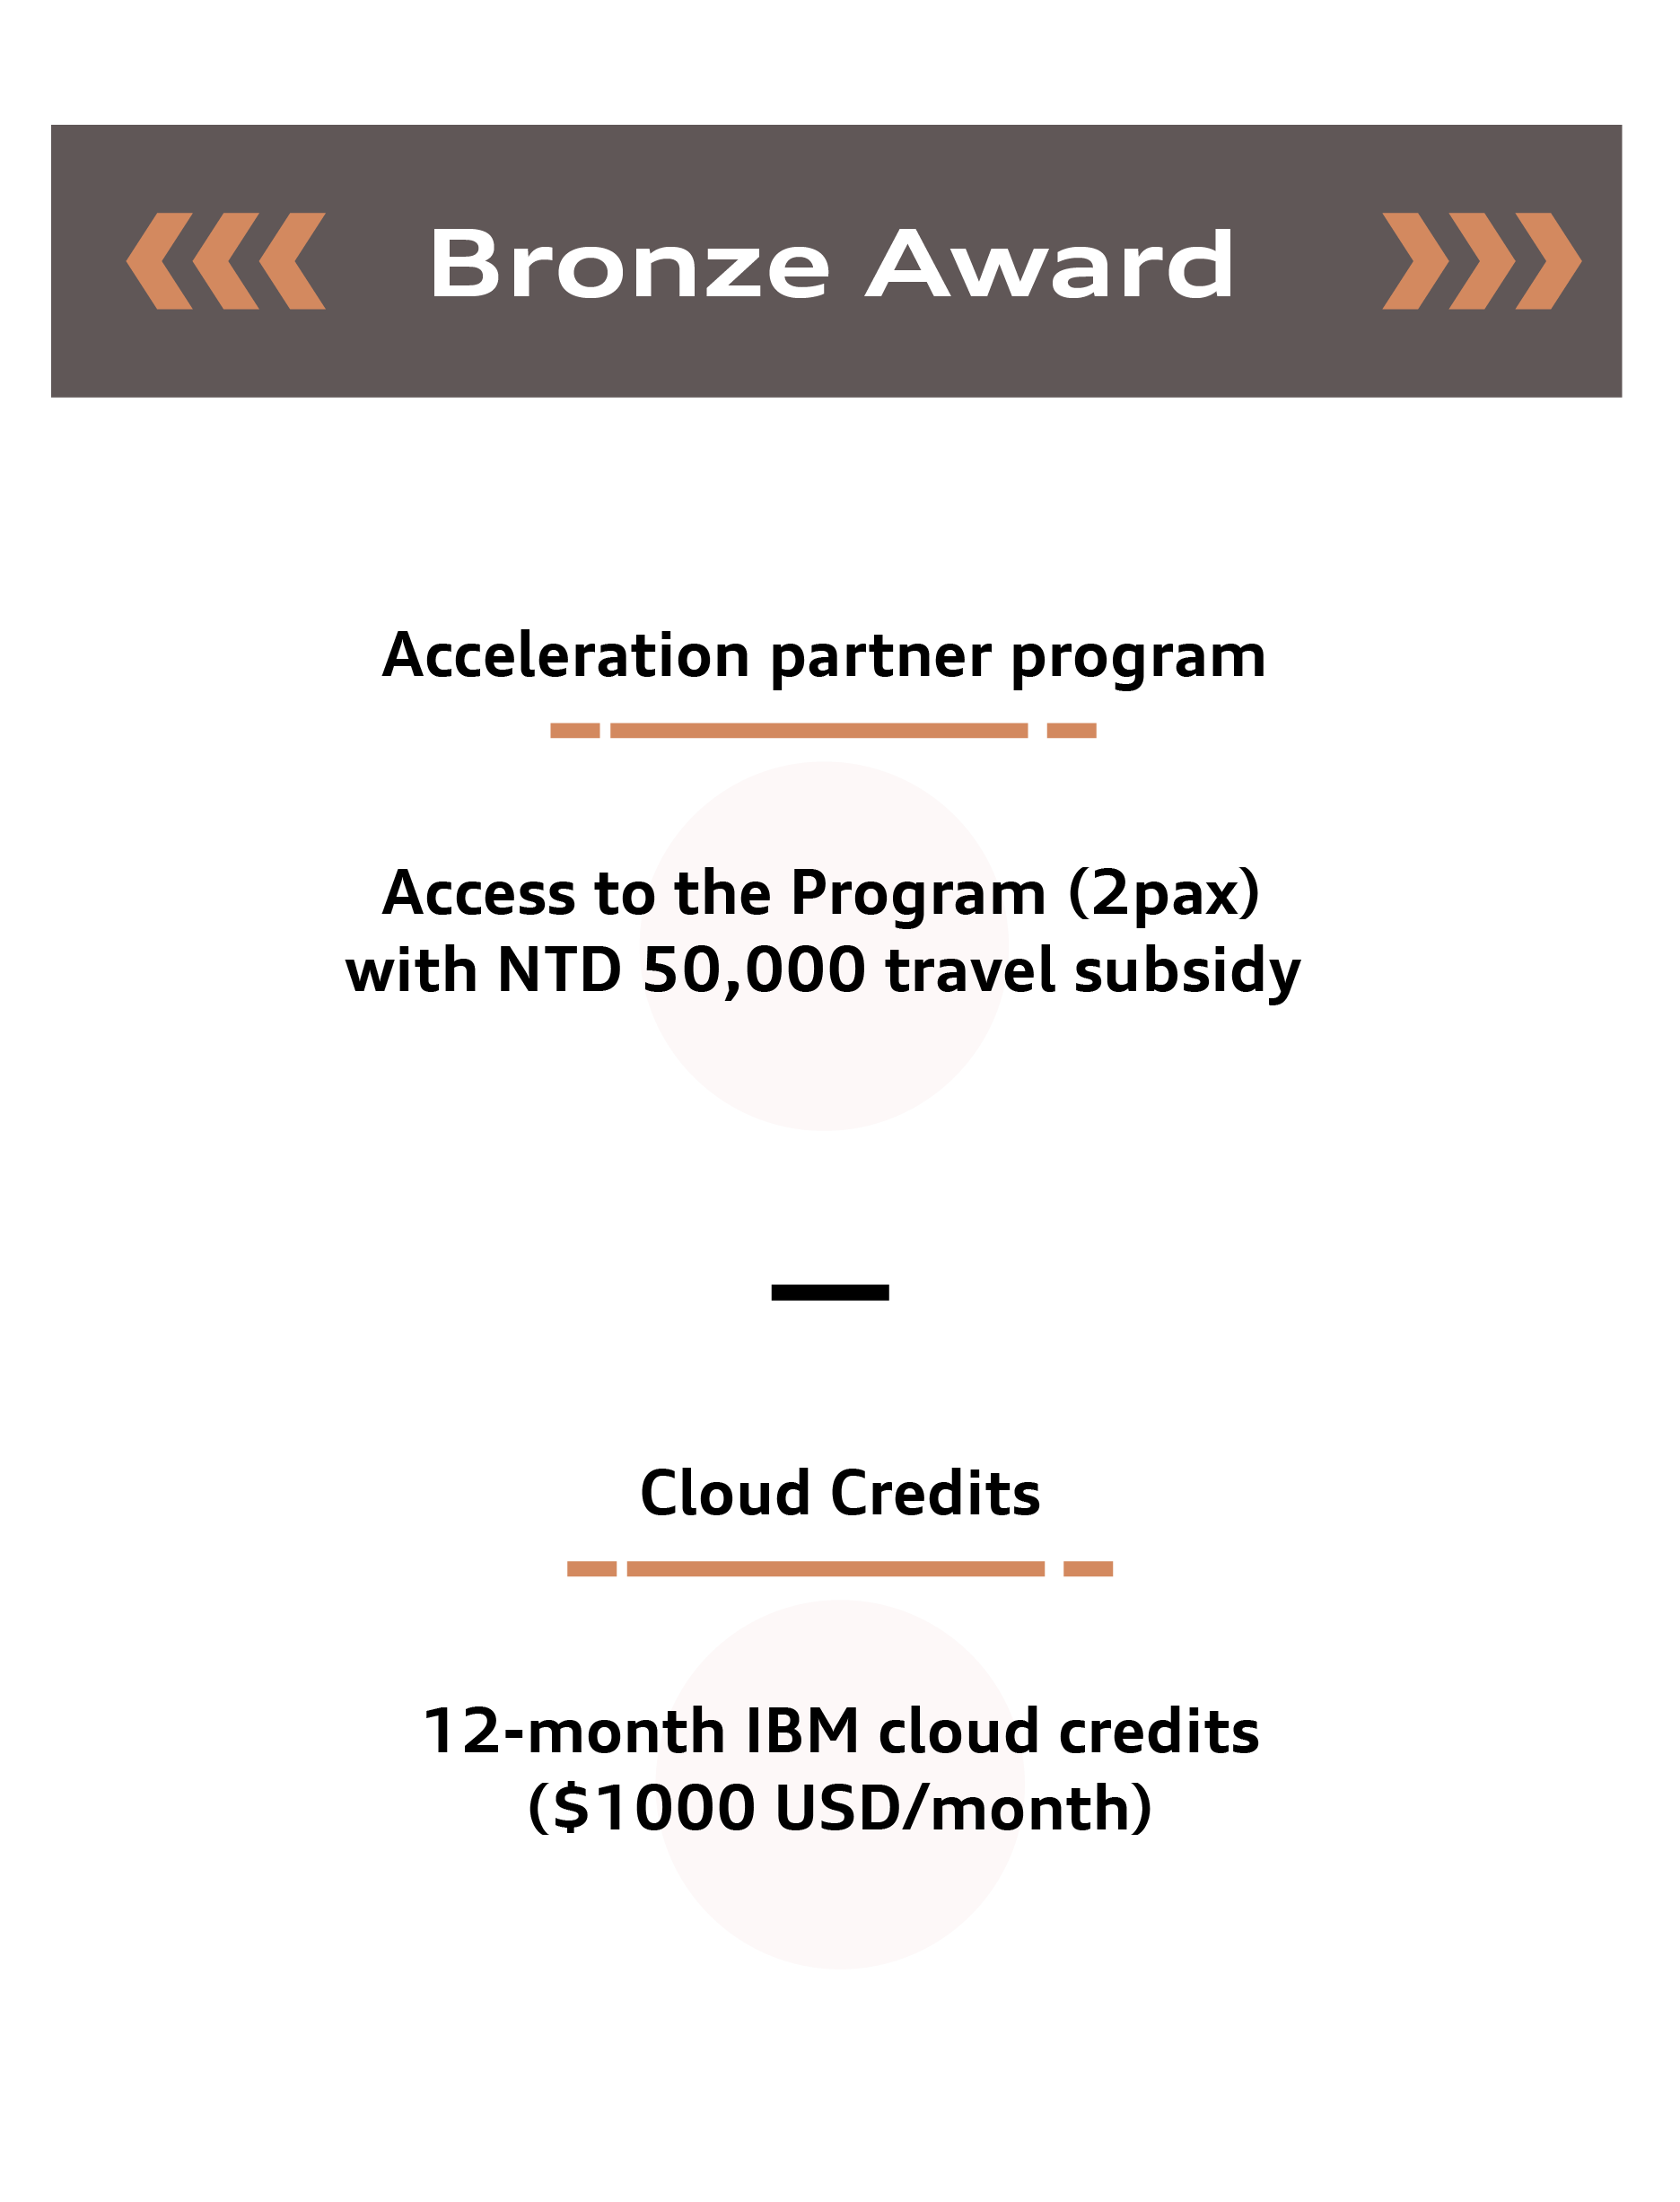 Bronze Award
Acceleration partner program
Access to the Program (2pax)
with NTD 50,000 travel subsidy
Cloud Credits
12-month IBM cloud credits
($1000 USD/month)